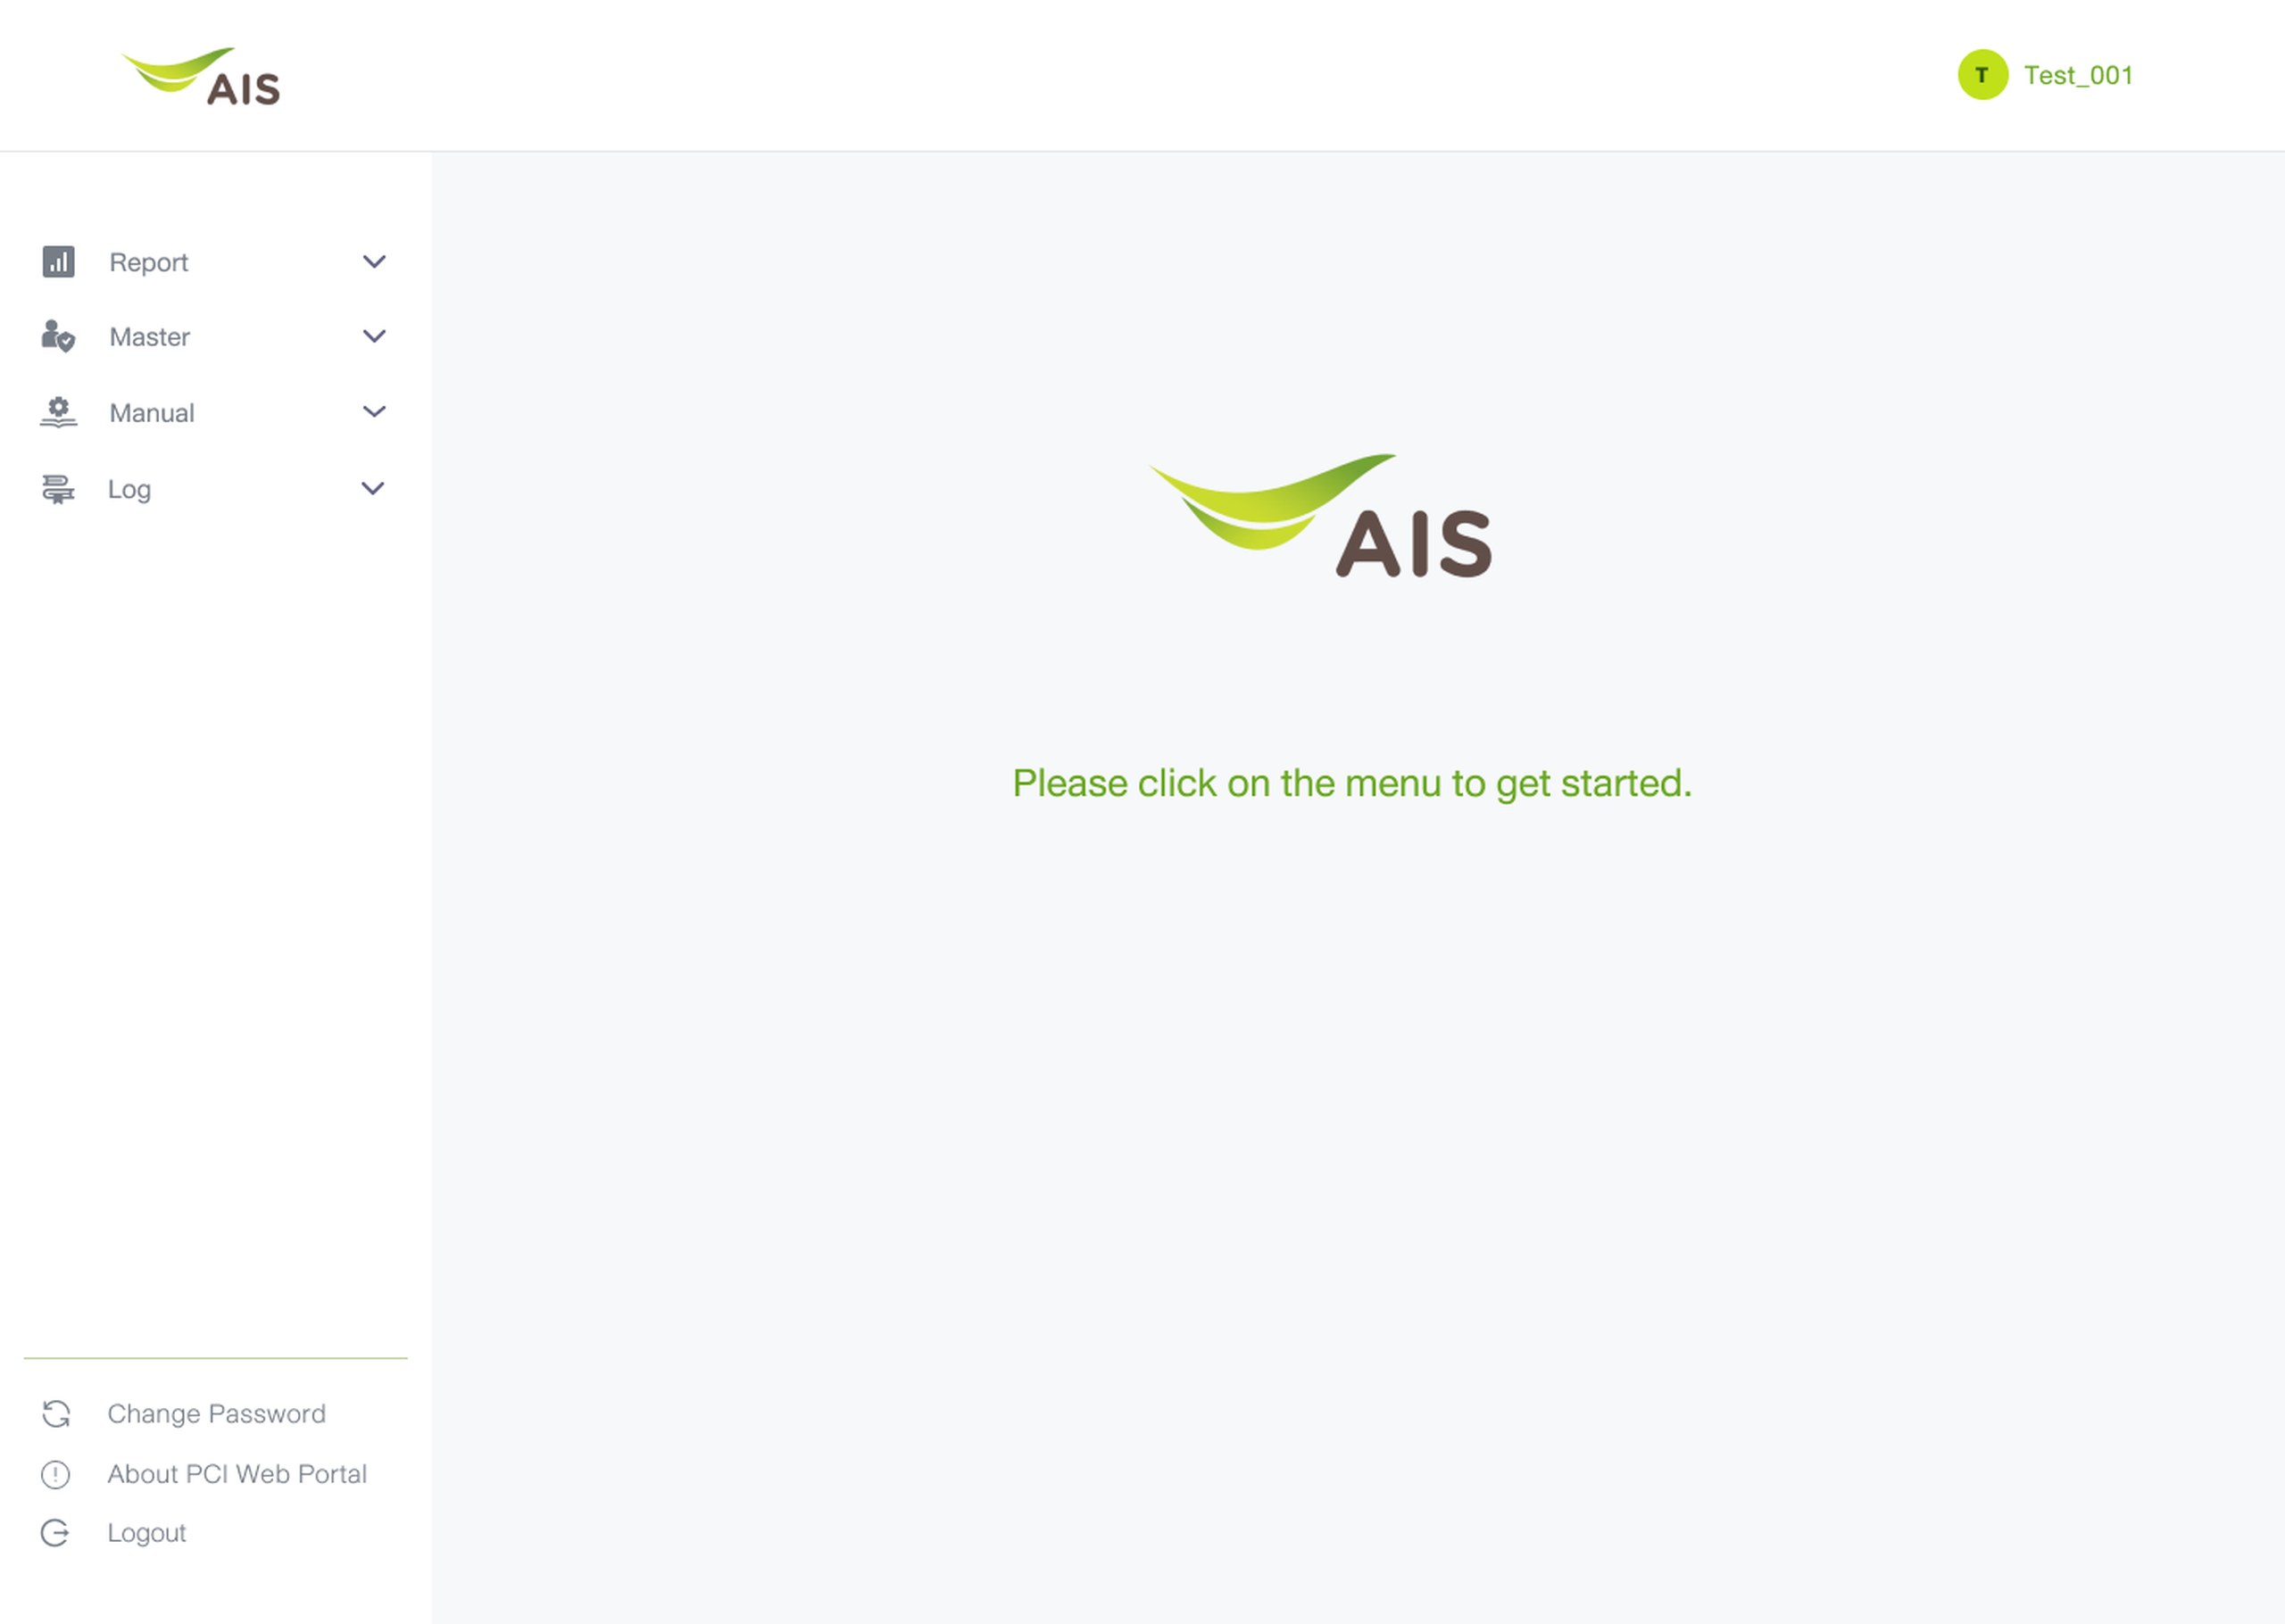 AIS
T Test_001
Report
Master
Manual
Log
AIS
Please click on the menu to get started.
Change Password
About PCI Web Portal
Logout